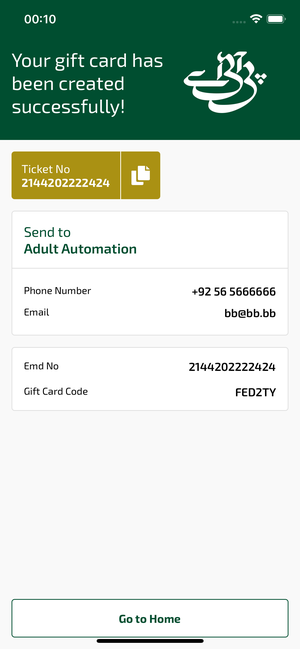 00:10
Your gift card has
been created
successfully!
Ticket No
2144202222424
Send to
Adult Automation
Phone Number +92 56 5666666
Email bb@bb.bb
Emd No 2144202222424
Gift Card Code FED2TY
Go to Home